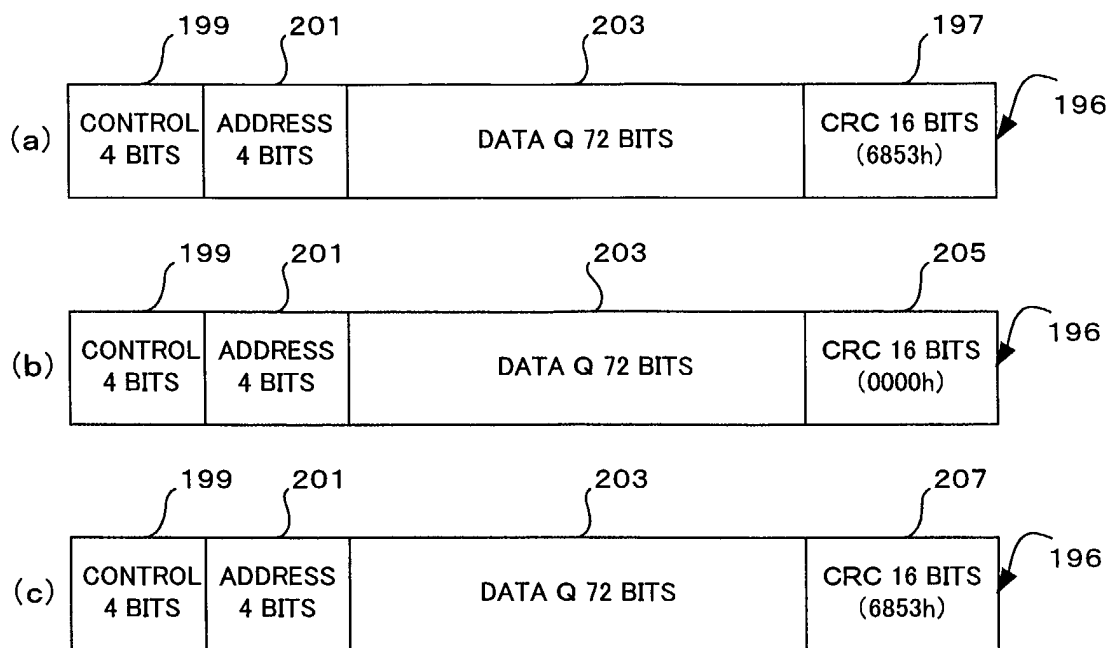 199 201 203 197
196
(a) CONTROL ADDRESS DATA Q 72 BITS CRC 16 BITS
4 BITS 4 BITS (6853h)
199 201 203 205
196
(b) CONTROL ADDRESS DATA Q 72 BITS CRC 16 BITS
4 BITS 4 BITS (0000h)
199 201 203 207
196
(c) CONTROL ADDRESS DATA Q 72 BITS CRC 16 BITS
4 BITS 4 BITS (6853h)